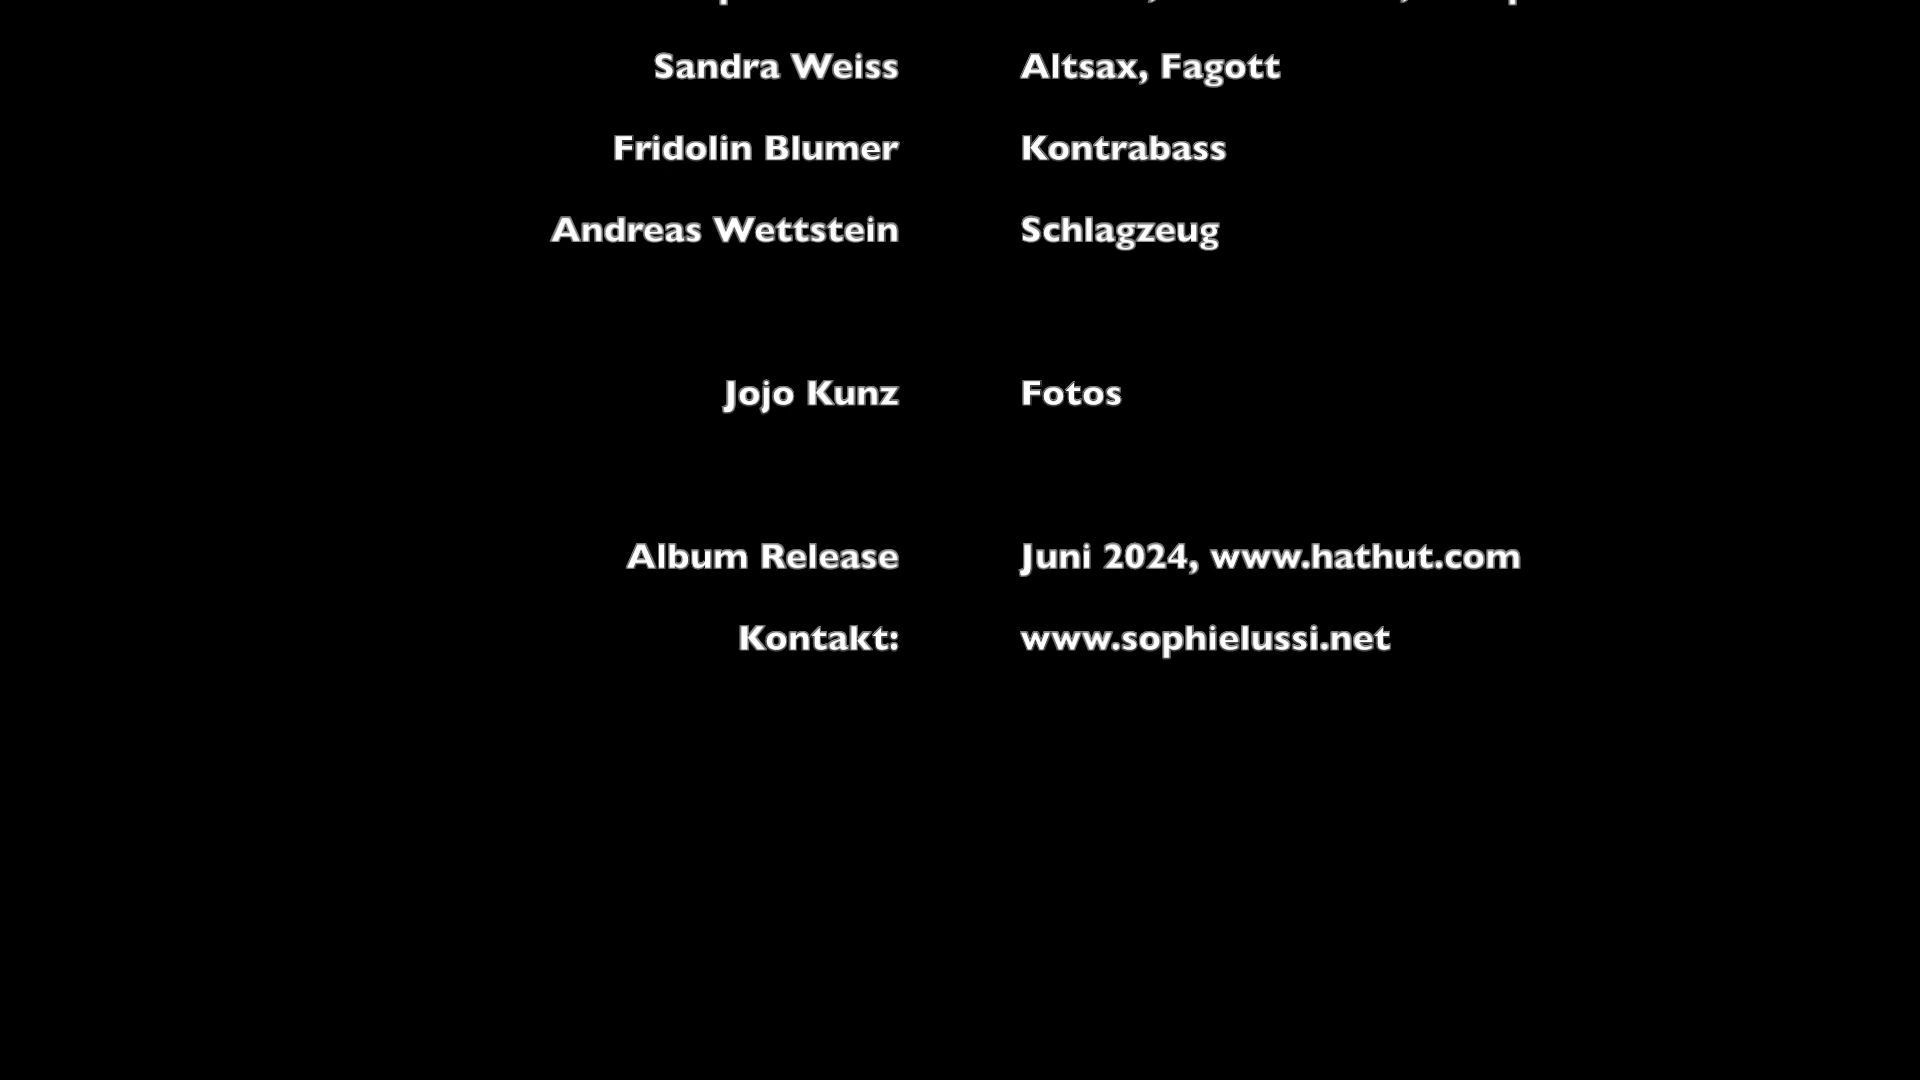 Sandra Weiss Altsax, Fagott
Fridolin Blumer Kontrabass
Andreas Wettstein Schlagzeug
Jojo Kunz Fotos
Album Release Juni 2024, www.hathut.com
Kontakt: www.sophielussi.net